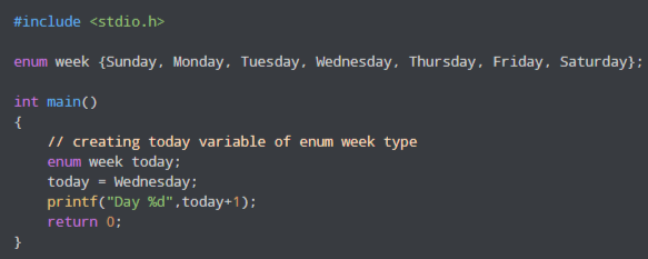 #include <stdio.h>
enum week {Sunday, Monday, Tuesday, Wednesday, Thursday, Friday, Saturday};
int main()
{
// creating today variable of enum week type
enum week today;
today = Wednesday;
printf("Day %d",today+1);
return 0;
}